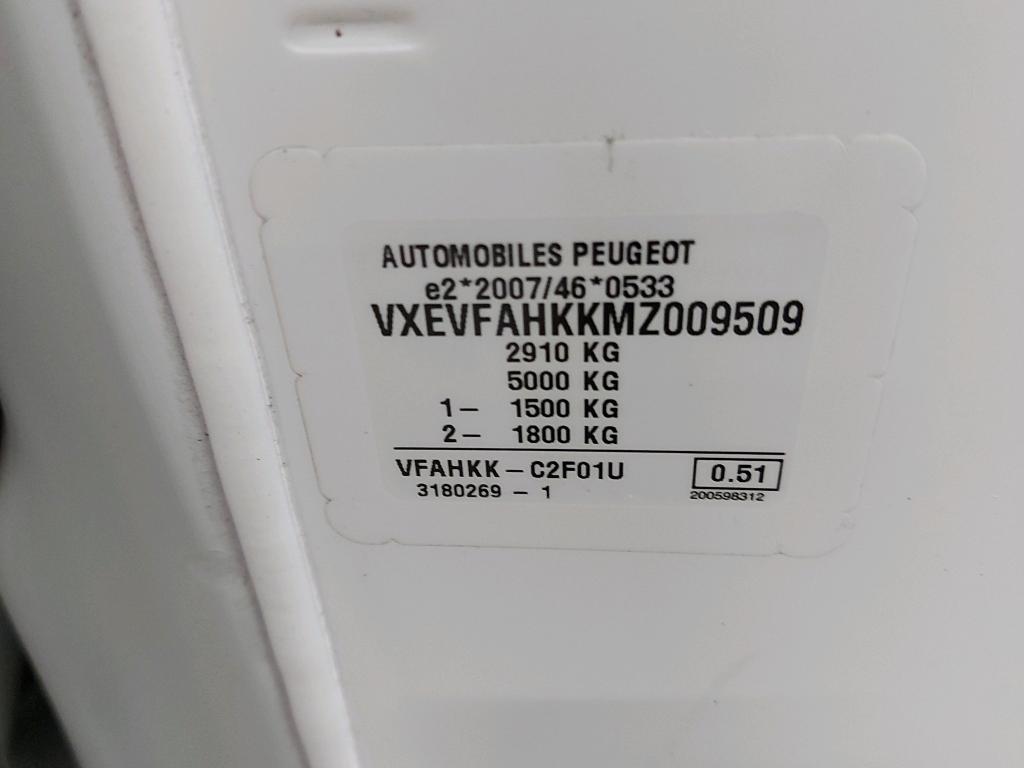 AUTOMOBILES PEUGEOT
e2*2007/46*0533
VXEVFAHKKMZ009509
2910 KG
5000 KG
1– 1500 KG
2– 1800 KG
VFAHKK – C2F01U 0.51
3180269 – 1 200598312